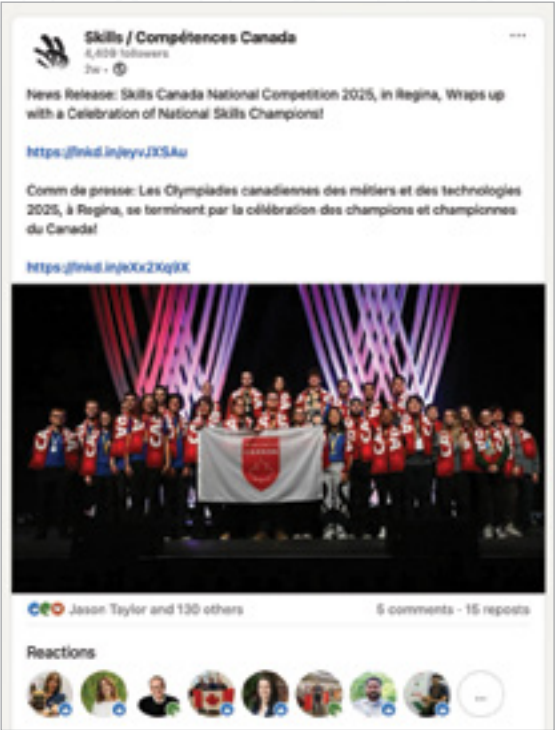 Skills / Compétences Canada
4,409 followers
2w •
News Release: Skills Canada National Competition 2025, in Regina, Wraps up
with a Celebration of National Skills Champions!
https://lnkd.in/eyvJXSAu
Comm de presse: Les Olympiades canadiennes des métiers et des technologies
2025, à Regina, se terminent par la célébration des champions et championnes
du Canada!
https://lnkd.in/eXx2Xq9X
CANADA
Jason Taylor and 130 others
5 comments · 15 reposts
Reactions